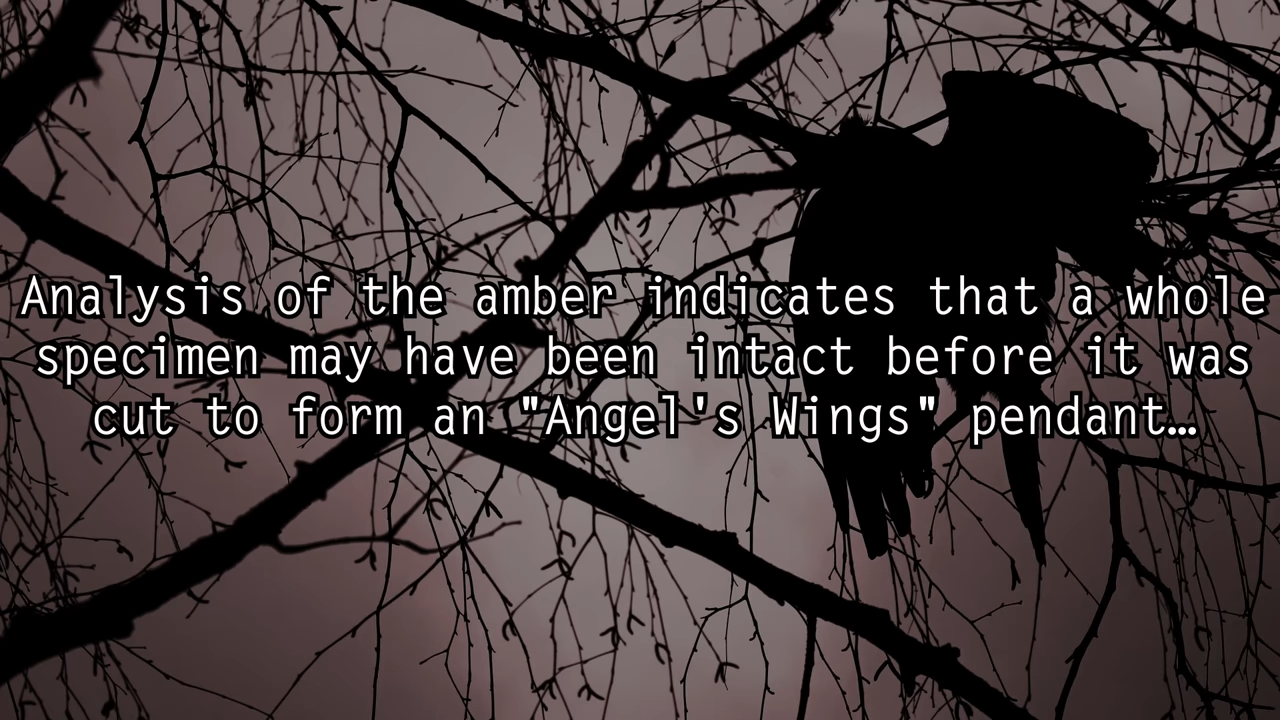 Analysis of the amber indicates that a whole
specimen may have been intact before it was
cut to form an "Angel's Wings" pendant…